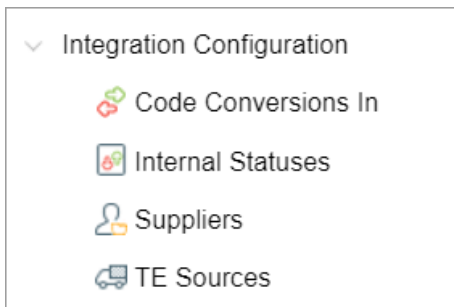 Integration Configuration
Code Conversions In
Internal Statuses
Suppliers
TE Sources